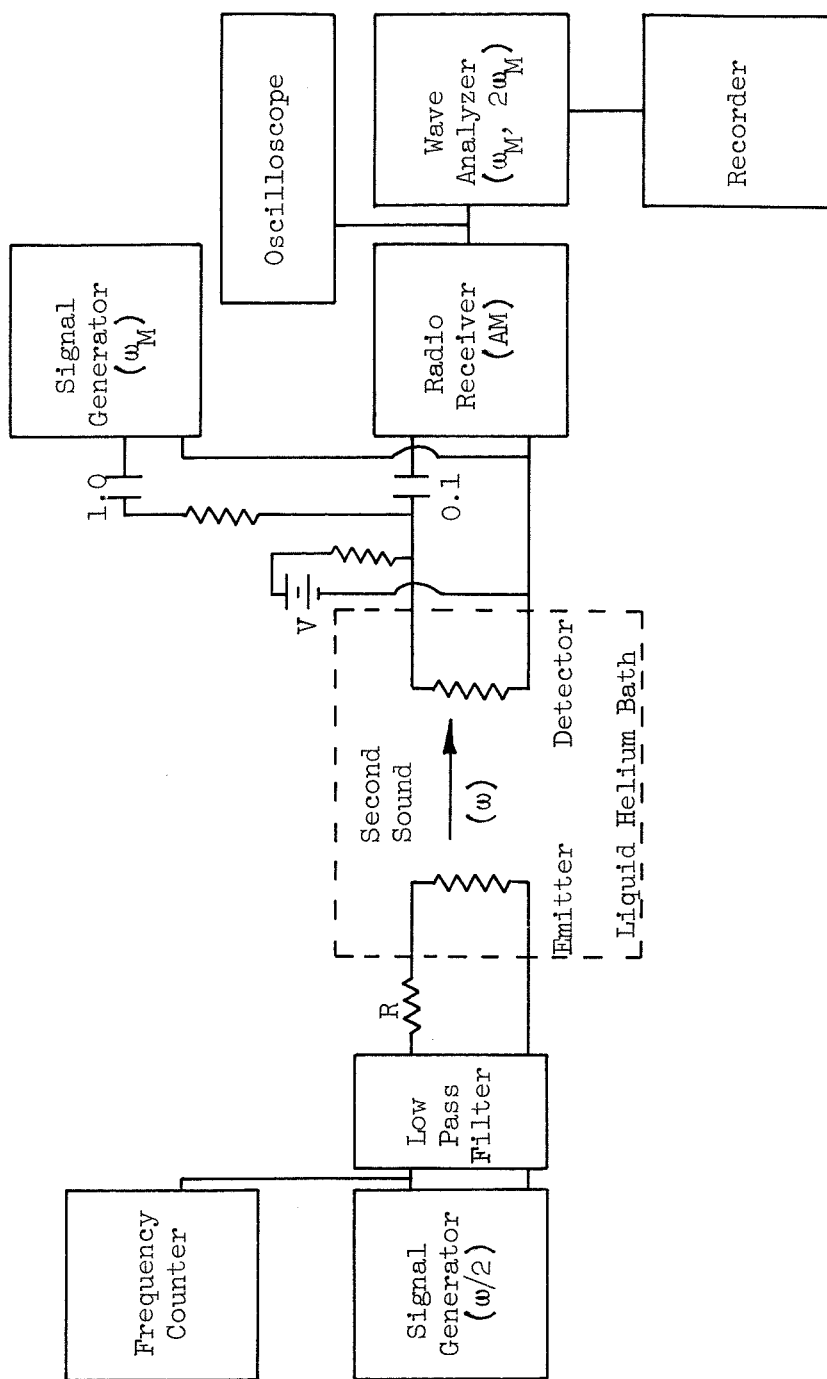 Frequency
Counter
Signal
Generator
(ω/2)
Low
Pass
Filter
R
Second
Sound
(ω)
Emitter
Detector
Liquid Helium Bath
V
1.0
0.1
Signal
Generator
(ω_M)
Radio
Receiver
(AM)
Oscilloscope
Wave
Analyzer
(ω_M, 2ω_M)
Recorder